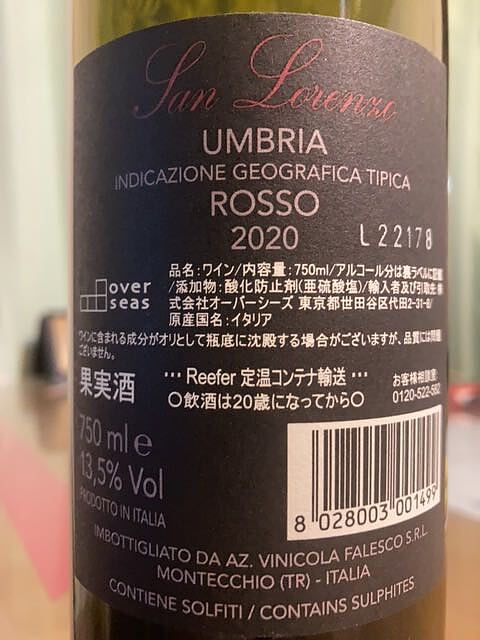 San Lorenzo
UMBRIA
INDICAZIONE GEOGRAFICA TIPICA
ROSSO
2020 L22178
over
seas
品名:ワイン/内容量:750ml/アルコール分は裏ラベルに記載
/添加物:酸化防止剤(亜硫酸塩)/輸入者及び引取先:株
式会社オーバーシーズ 東京都世田谷区代田2-31-8/
原産国名:イタリア
ワインに含まれる成分がオリとして瓶底に沈殿する場合がございますが、品質には問題
ございません。
果実酒
… Reefer 定温コンテナ輸送 …
○飲酒は20歳になってから○
お客様相談室:
0120-522-582
750 ml e
13,5% Vol
PRODOTTO IN ITALIA
8 028003 001499
IMBOTTIGLIATO DA AZ. VINICOLA FALESCO S.R.L.
MONTECCHIO (TR) - ITALIA
CONTIENE SOLFITI / CONTAINS SULPHITES